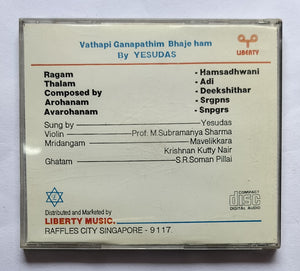 Vathapi Ganapathim Bhaje ham
By YESUDAS
LIBERTY
Ragam - Hamsadhwani
Thalam - Adi
Composed by - Deekshithar
Arohanam - Srgpns
Avarohanam - Snpgrs
Sung by Yesudas
Violin Prof. M.Subramanya Sharma
Mridangam Mavelikkara
Krishnan Kutty Nair
Ghatam S.R.Soman Pillai
COMPACT
disc
DIGITAL AUDIO
Distributed and Marketed by
LIBERTY MUSIC.
RAFFLES CITY SINGAPORE - 9117.